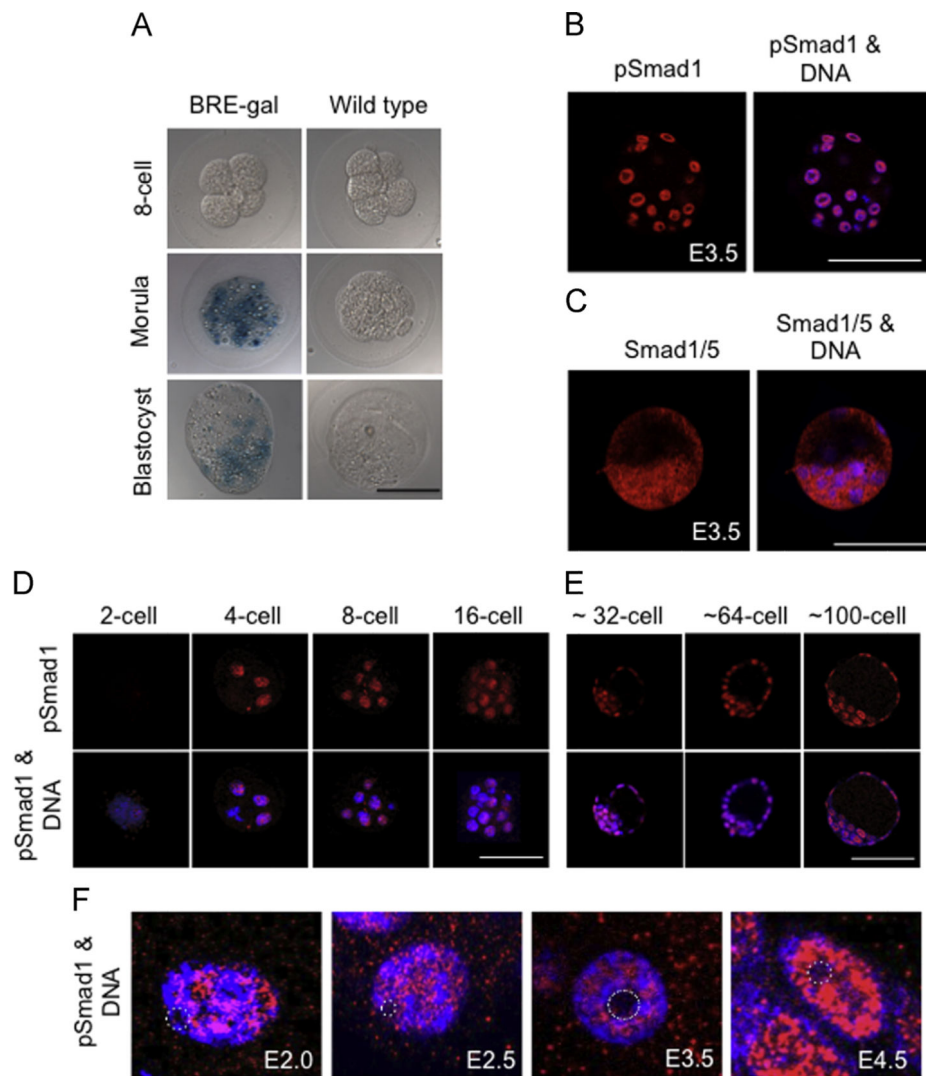 A
BRE-gal Wild type
8-cell
Morula
Blastocyst
B
pSmad1
pSmad1 &
DNA
E3.5
C
Smad1/5
Smad1/5 &
DNA
E3.5
D
2-cell 4-cell 8-cell 16-cell
pSmad1
pSmad1 &
DNA
E
~ 32-cell ~64-cell ~100-cell
F
pSmad1 &
DNA
E2.0 E2.5 E3.5 E4.5